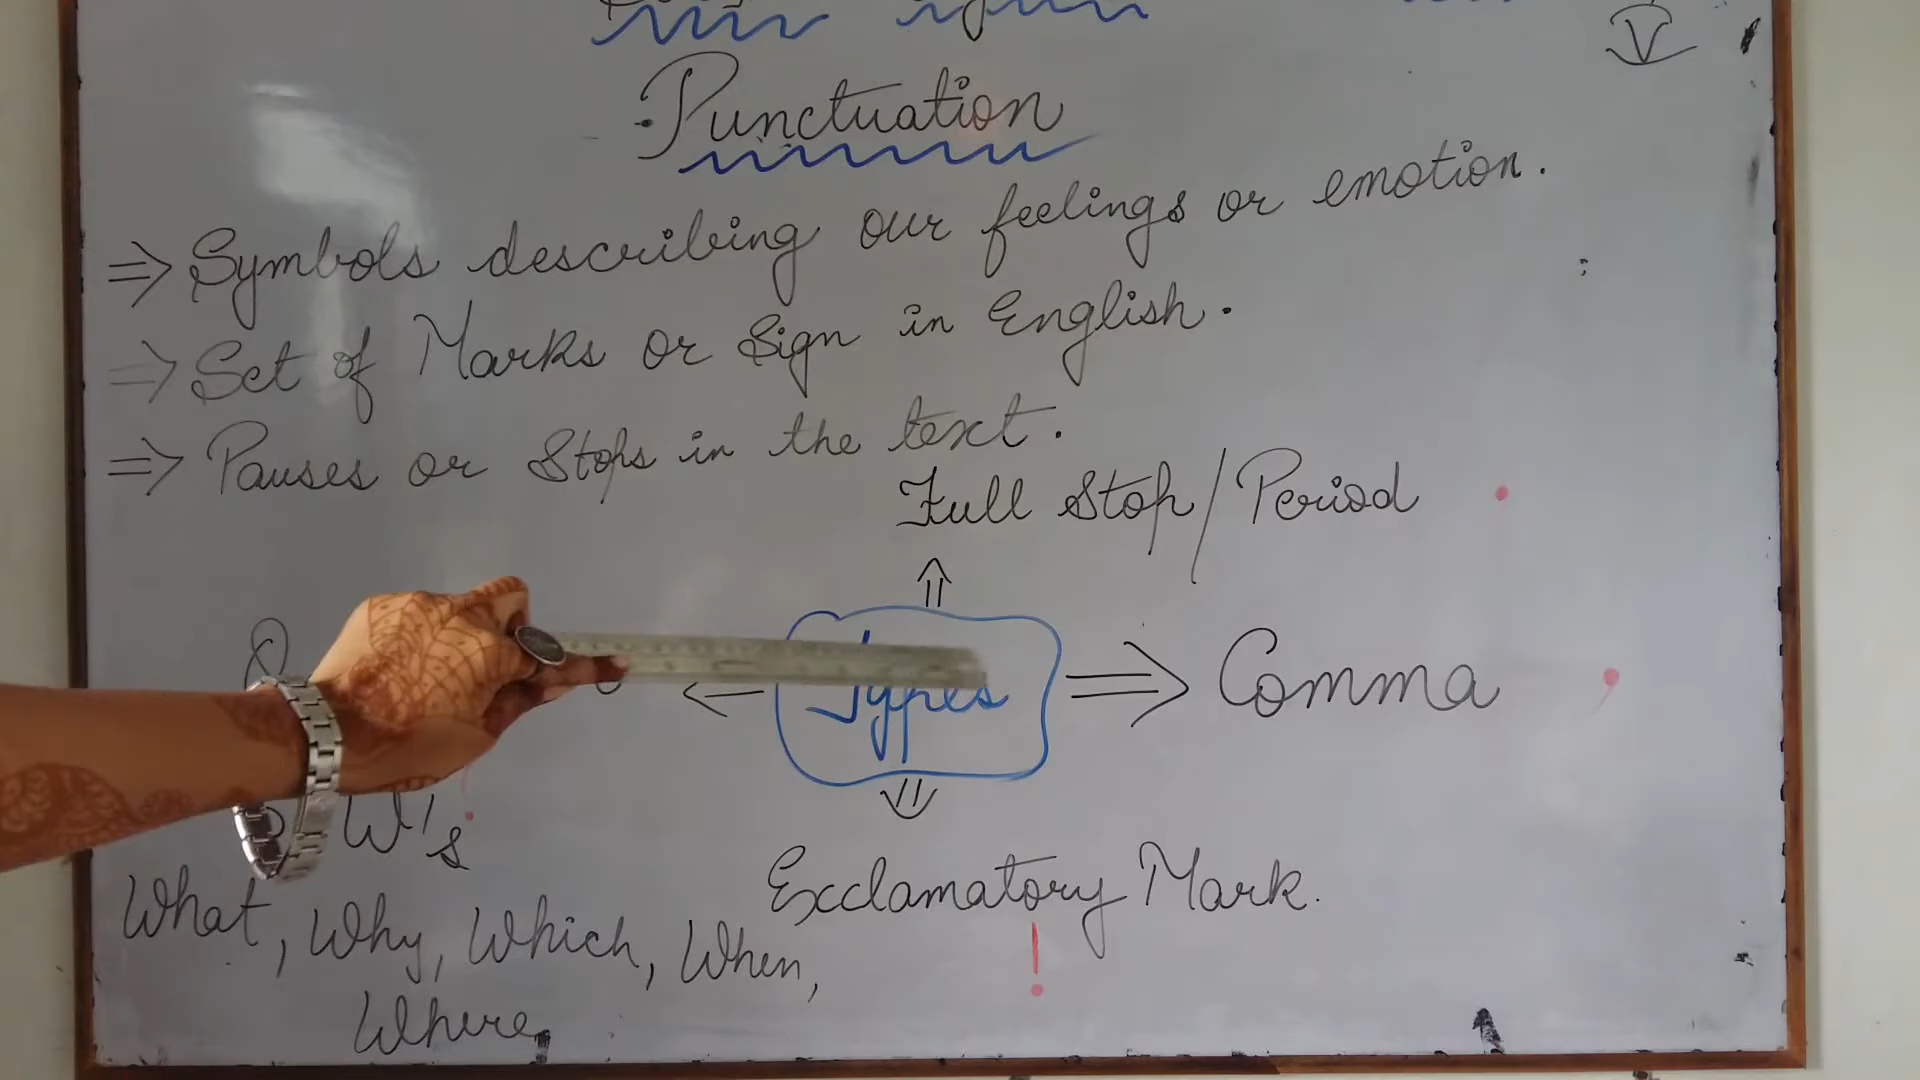 Punctuation
⇒ Symbols describing our feelings or emotion.
⇒ Set of Marks or Sign in English.
⇒ Pauses or Stops in the text.
Full Stop/Period .
Types
Comma ,
W's
Exclamatory Mark.
!
What, Why, Which, When,
Where,